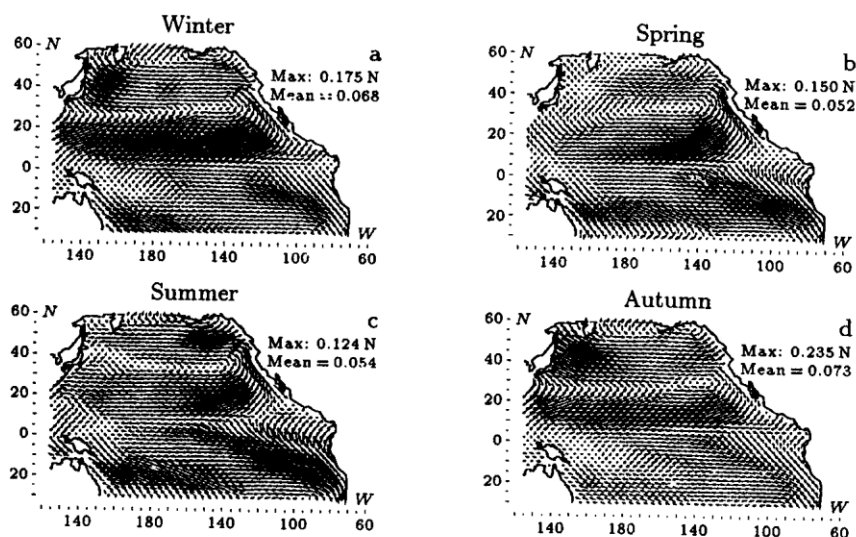 Winter
a
60 N
Max: 0.175 N
Mean = 0.068
40
20
0
20
W
140 180 140 100 60
Spring
b
60 N
Max: 0.150 N
Mean = 0.052
40
20
0
20
W
140 180 140 100 60
Summer
c
60 N
Max: 0.124 N
Mean = 0.054
40
20
0
20
W
140 180 140 100 60
Autumn
d
60 N
Max: 0.235 N
Mean = 0.073
40
20
0
20
W
140 180 140 100 60